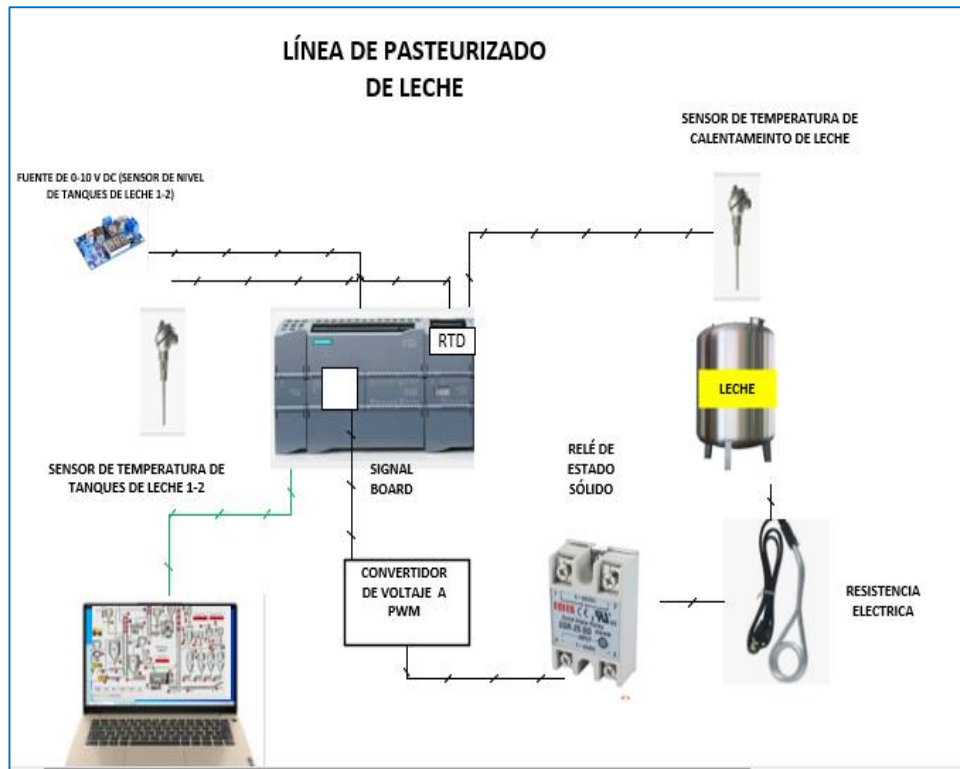 LÍNEA DE PASTEURIZADO
DE LECHE
SENSOR DE TEMPERATURA DE
CALENTAMEINTO DE LECHE
FUENTE DE 0-10 V DC (SENSOR DE NIVEL
DE TANQUES DE LECHE 1-2)
RTD
LECHE
SENSOR DE TEMPERATURA DE
TANQUES DE LECHE 1-2
SIGNAL
BOARD
RELÉ DE
ESTADO
SÓLIDO
CONVERTIDOR
DE VOLTAJE A
PWM
RESISTENCIA
ELECTRICA